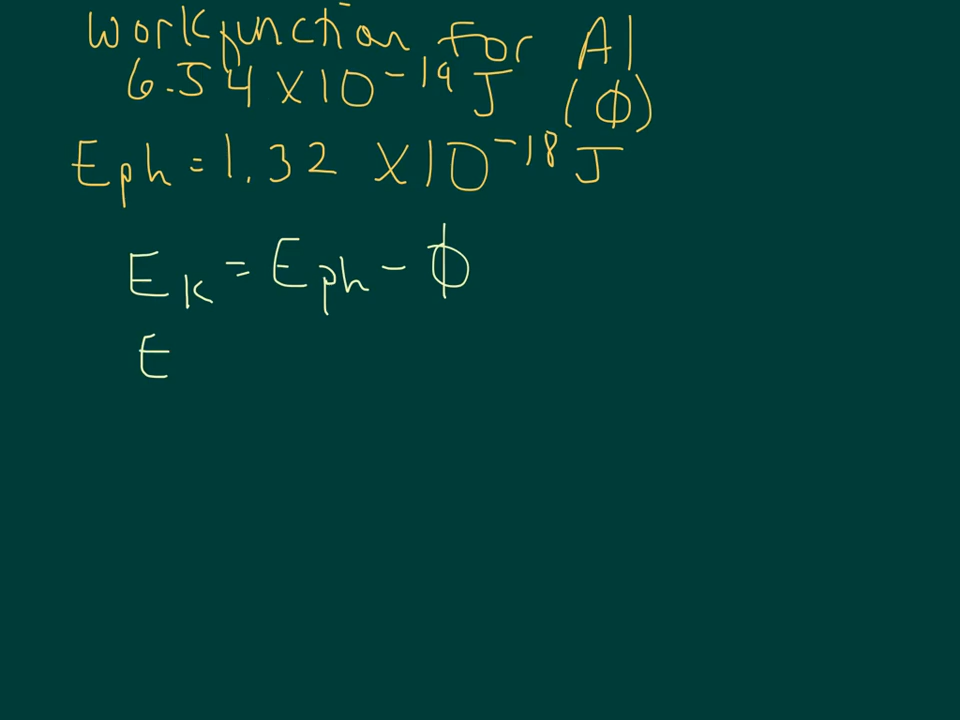 Workfunction For Al
6.54 X 10^-19 J (Φ)
Eph = 1.32 X 10^-18 J
Ek = Eph - Φ
E